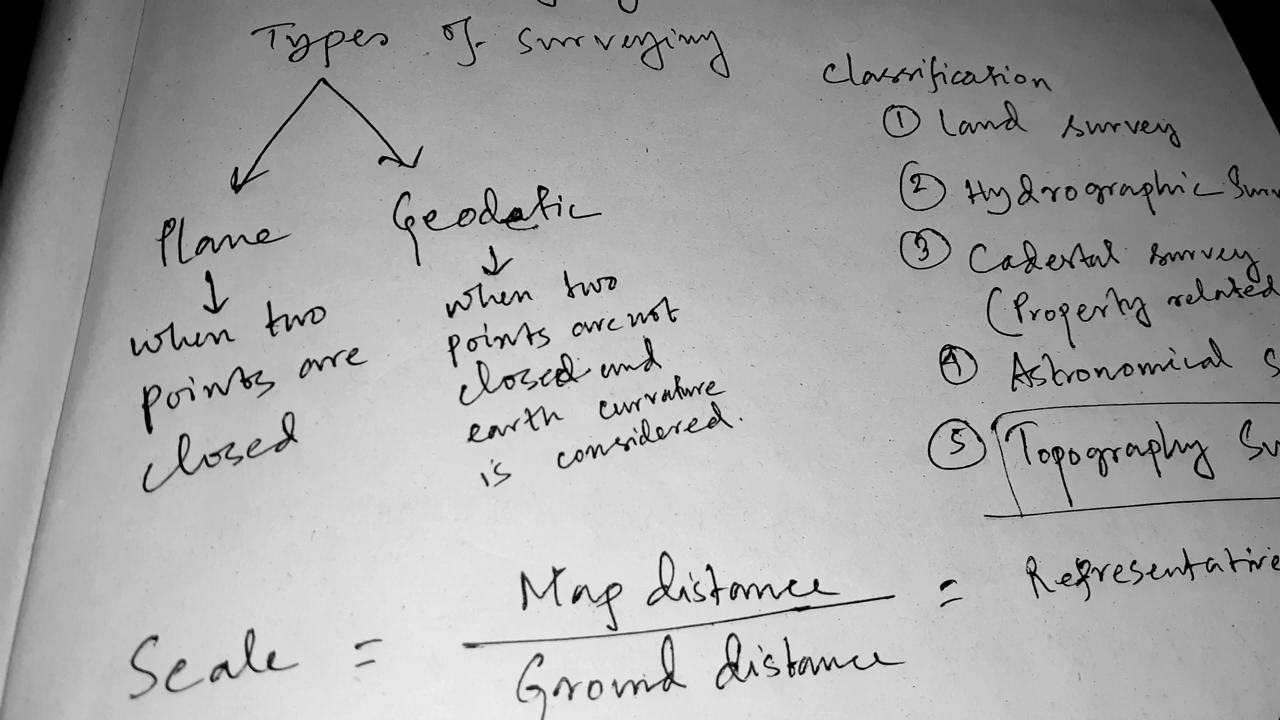 Types of surveying
Plane
when two
points are
closed
Geodetic
when two
points are not
closed and
earth curvature
is considered.
Classification
① Land survey
② Hydrographic
③ Cadestal survey
(Property related
④ Astronomical
⑤ Topography
Scale = Map distance / Ground distance = Representative